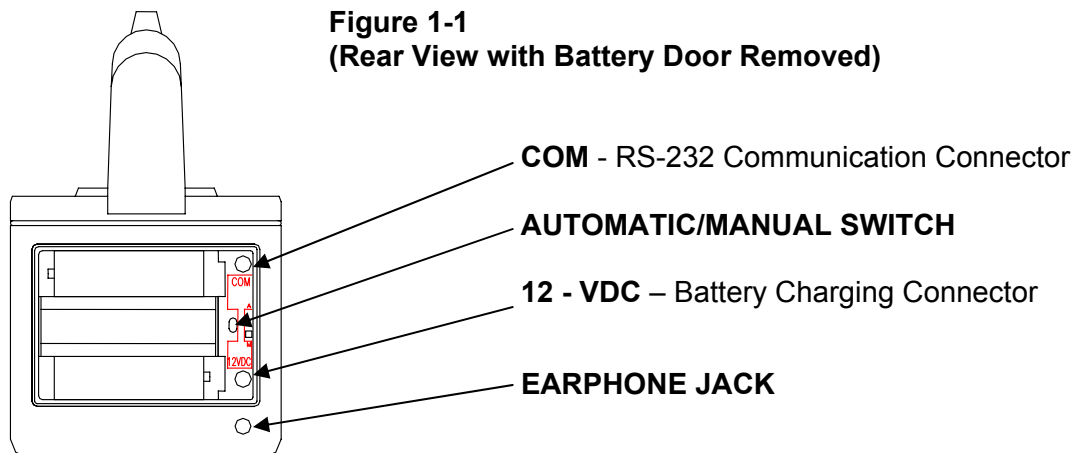 Figure 1-1
(Rear View with Battery Door Removed)
COM - RS-232 Communication Connector
AUTOMATIC/MANUAL SWITCH
12 - VDC – Battery Charging Connector
EARPHONE JACK
COM
A
M
12VDC